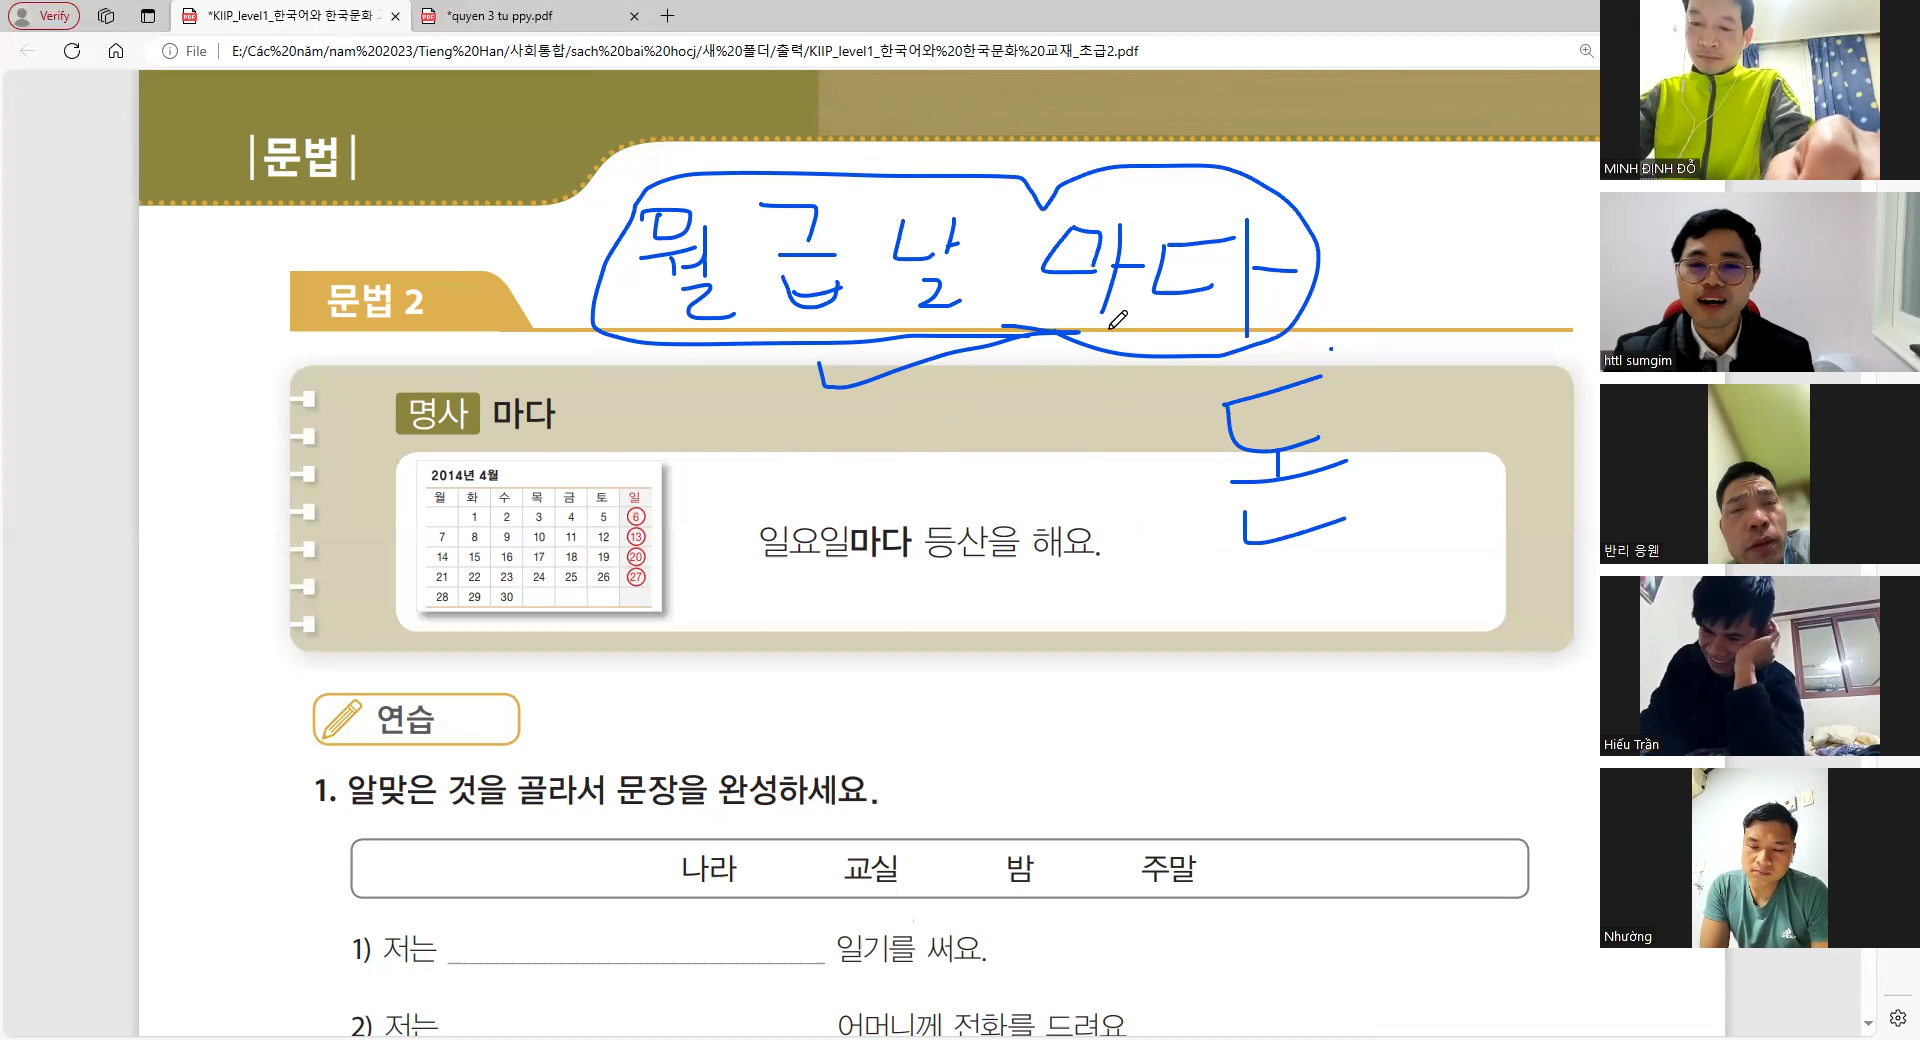 Verify
*KIIP_level1_한국어와 한국문화
*quyen 3 tu ppy.pdf
File
E:/Các%20năm/nam%202023/Tieng%20Han/사회통합/sach%20bai%20hocj/새%20폴더/출력/KIIP_level1_한국어와%20한국문화%20교재_초급2.pdf
|문법|
월급날 마다
문법 2
돈
명사 마다
2014년 4월
월 화 수 목 금 토 일
1 2 3 4 5 6
7 8 9 10 11 12 13
14 15 16 17 18 19 20
21 22 23 24 25 26 27
28 29 30
일요일마다 등산을 해요.
연습
1. 알맞은 것을 골라서 문장을 완성하세요.
나라 교실 밤 주말
1) 저는 일기를 써요.
2) 저는 어머니께 전화를 드려요
MINH ĐỊNH ĐỖ
httl sumgim
반리 응웬
Hiếu Trần
Nhường